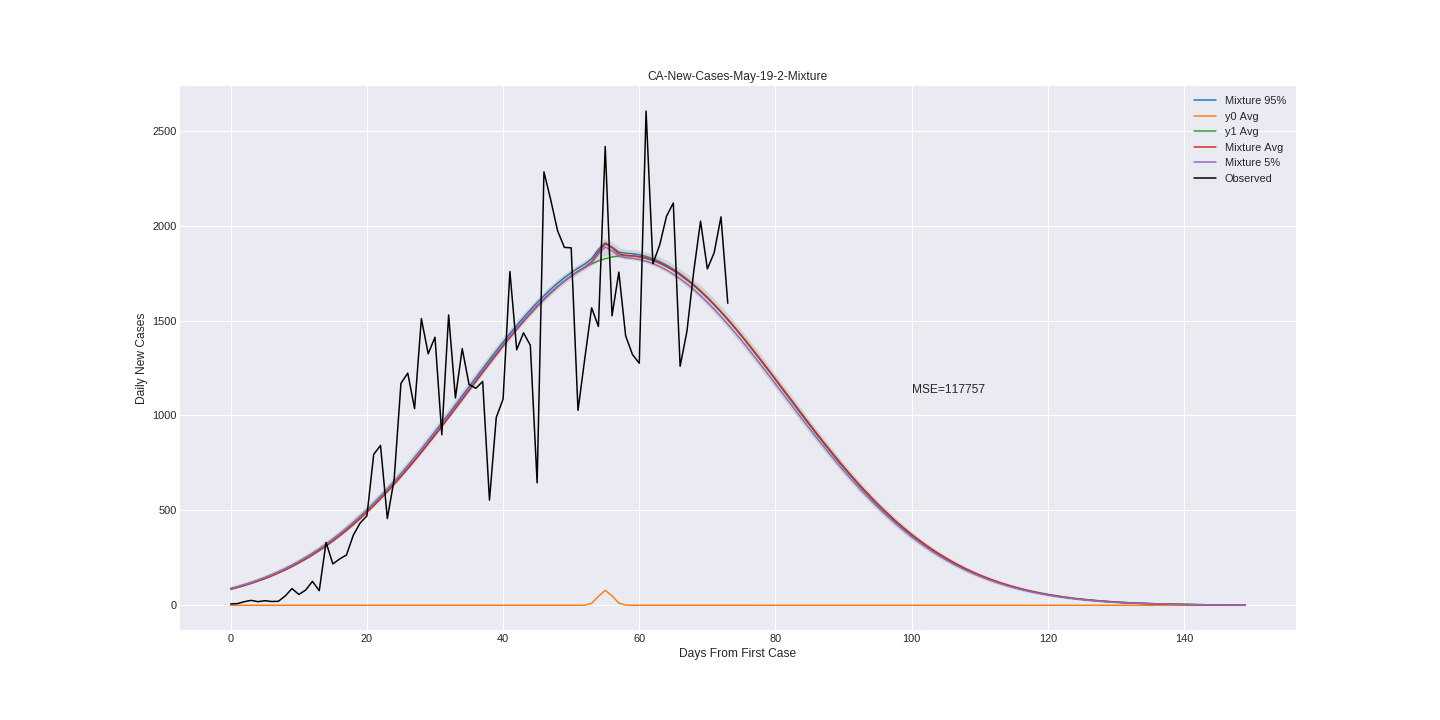 CA-New-Cases-May-19-2-Mixture
Mixture 95%
y0 Avg
y1 Avg
Mixture Avg
Mixture 5%
Observed
2500
2000
1500
1000
500
0
Daily New Cases
MSE=117757
0 20 40 60 80 100 120 140
Days From First Case